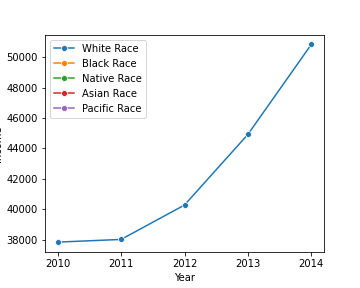 50000
48000
46000
44000
42000
40000
38000
White Race
Black Race
Native Race
Asian Race
Pacific Race
2010 2011 2012 2013 2014
Year